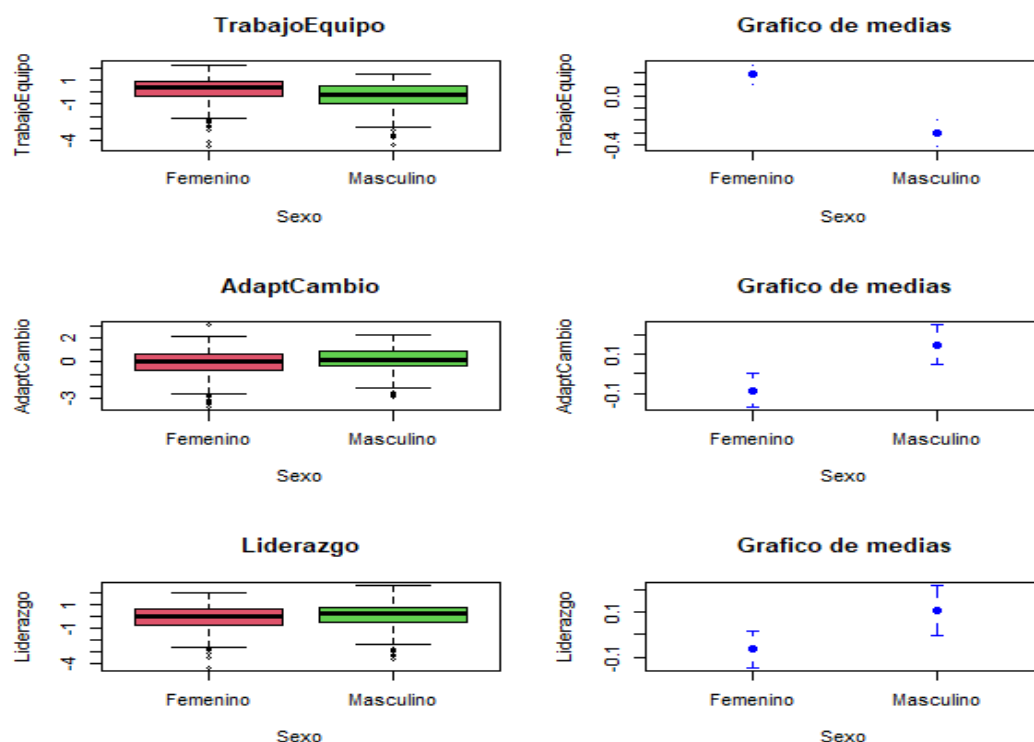 TrabajoEquipo
Grafico de medias
TrabajoEquipo
1
-1
-4
Femenino
Masculino
Sexo
TrabajoEquipo
0.0
-0.4
Femenino
Masculino
Sexo
AdaptCambio
Grafico de medias
AdaptCambio
2
0
-3
Femenino
Masculino
Sexo
AdaptCambio
0.1
-0.1
Femenino
Masculino
Sexo
Liderazgo
Grafico de medias
Liderazgo
1
-1
-4
Femenino
Masculino
Sexo
Liderazgo
0.1
-0.1
Femenino
Masculino
Sexo